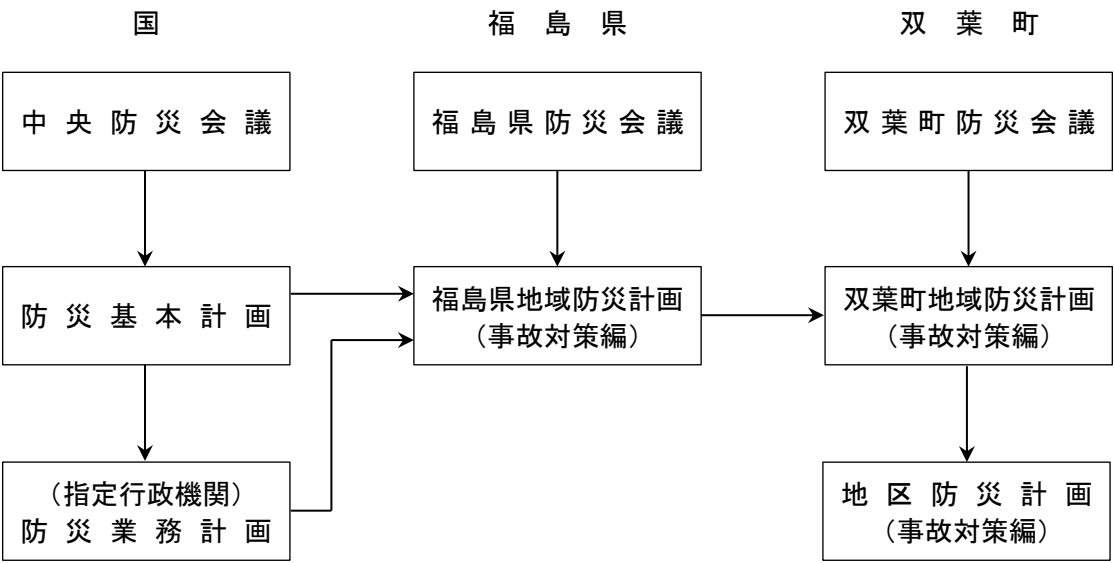 国
福島県
双葉町
中央防災会議
福島県防災会議
双葉町防災会議
防災基本計画
福島県地域防災計画
（事故対策編）
双葉町地域防災計画
（事故対策編）
（指定行政機関）
防災業務計画
地区防災計画
（事故対策編）